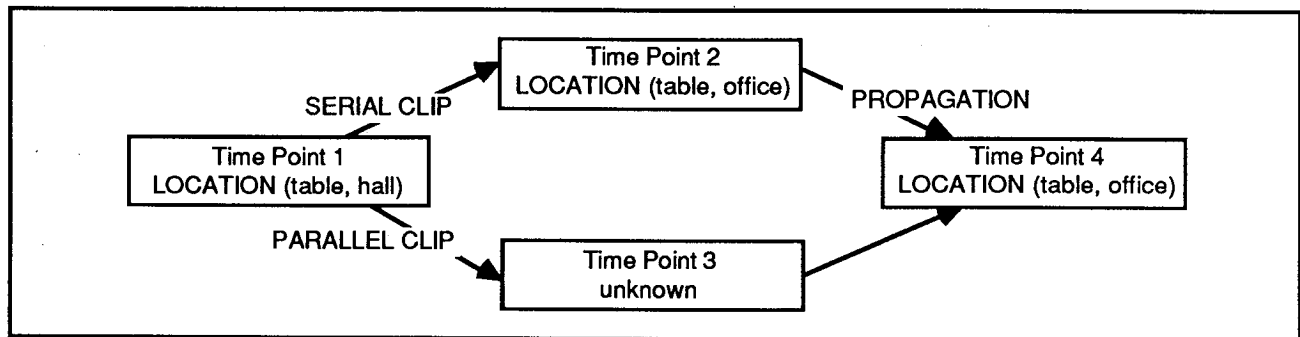 Time Point 2
LOCATION (table, office)
SERIAL CLIP
PROPAGATION
Time Point 1
LOCATION (table, hall)
Time Point 4
LOCATION (table, office)
PARALLEL CLIP
Time Point 3
unknown